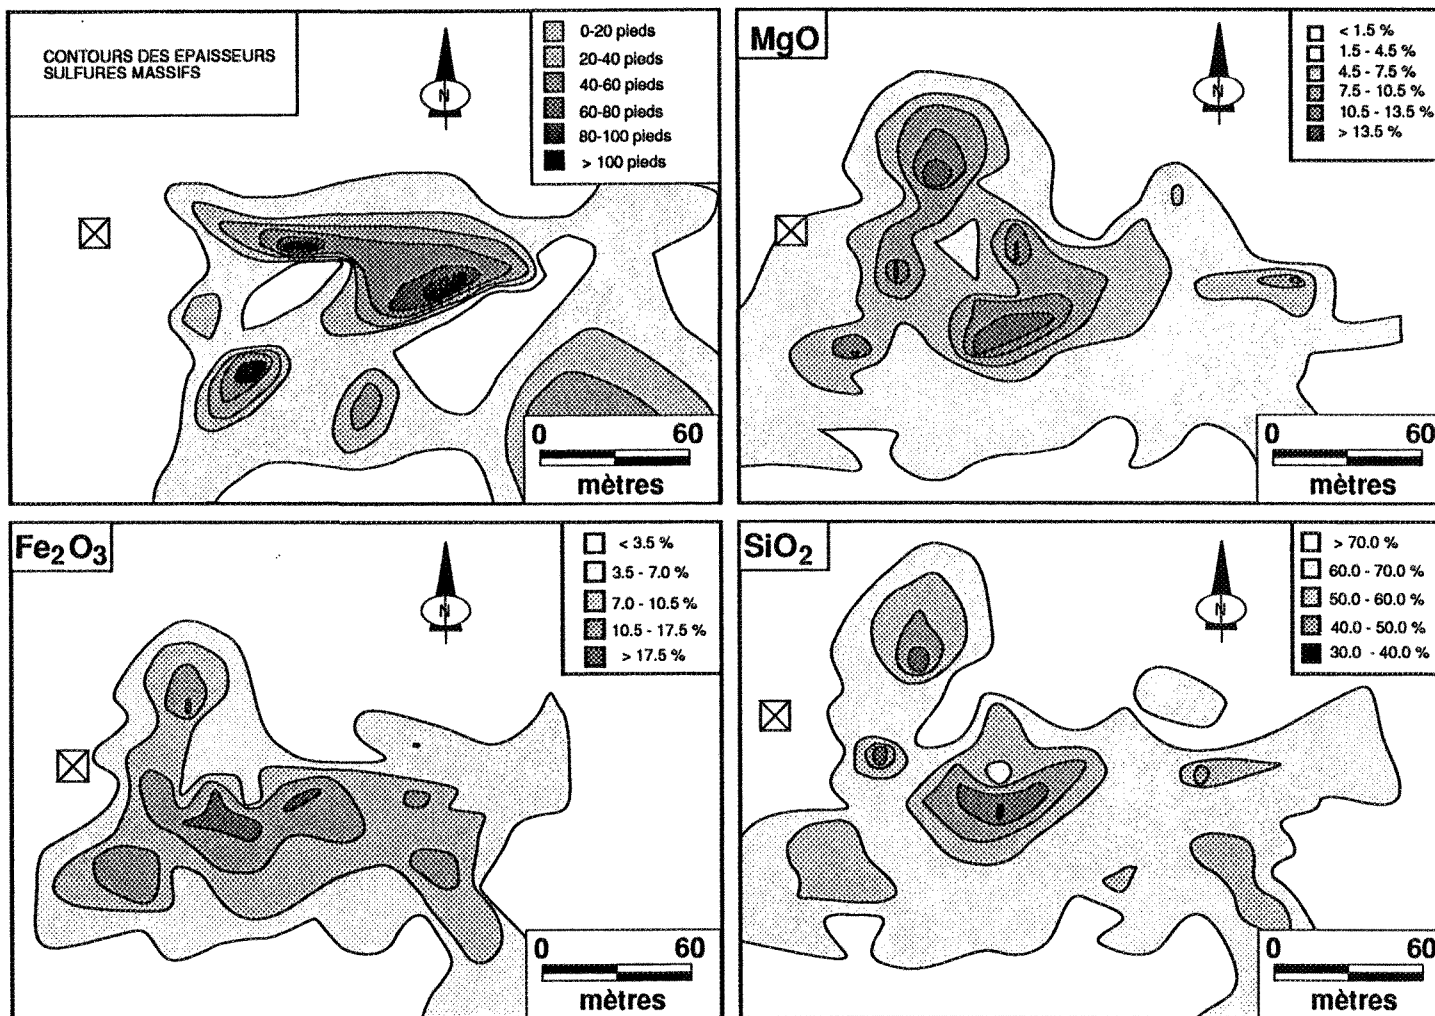 CONTOURS DES EPAISSEURS
SULFURES MASSIFS
N
0-20 pieds
20-40 pieds
40-60 pieds
60-80 pieds
80-100 pieds
> 100 pieds
0 60
mètres
MgO
N
< 1.5 %
1.5 - 4.5 %
4.5 - 7.5 %
7.5 - 10.5 %
10.5 - 13.5 %
> 13.5 %
0 60
mètres
Fe2O3
N
< 3.5 %
3.5 - 7.0 %
7.0 - 10.5 %
10.5 - 17.5 %
> 17.5 %
0 60
mètres
SiO2
N
> 70.0 %
60.0 - 70.0 %
50.0 - 60.0 %
40.0 - 50.0 %
30.0 - 40.0 %
0 60
mètres